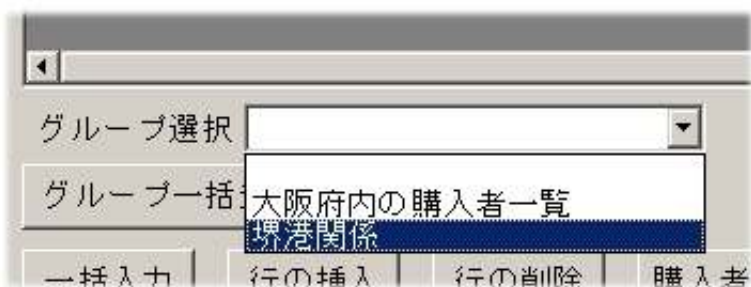 グループ選択
グループ一括
大阪府内の購入者一覧
堺港関係
一括入力 行の挿入 行の削除 購入者